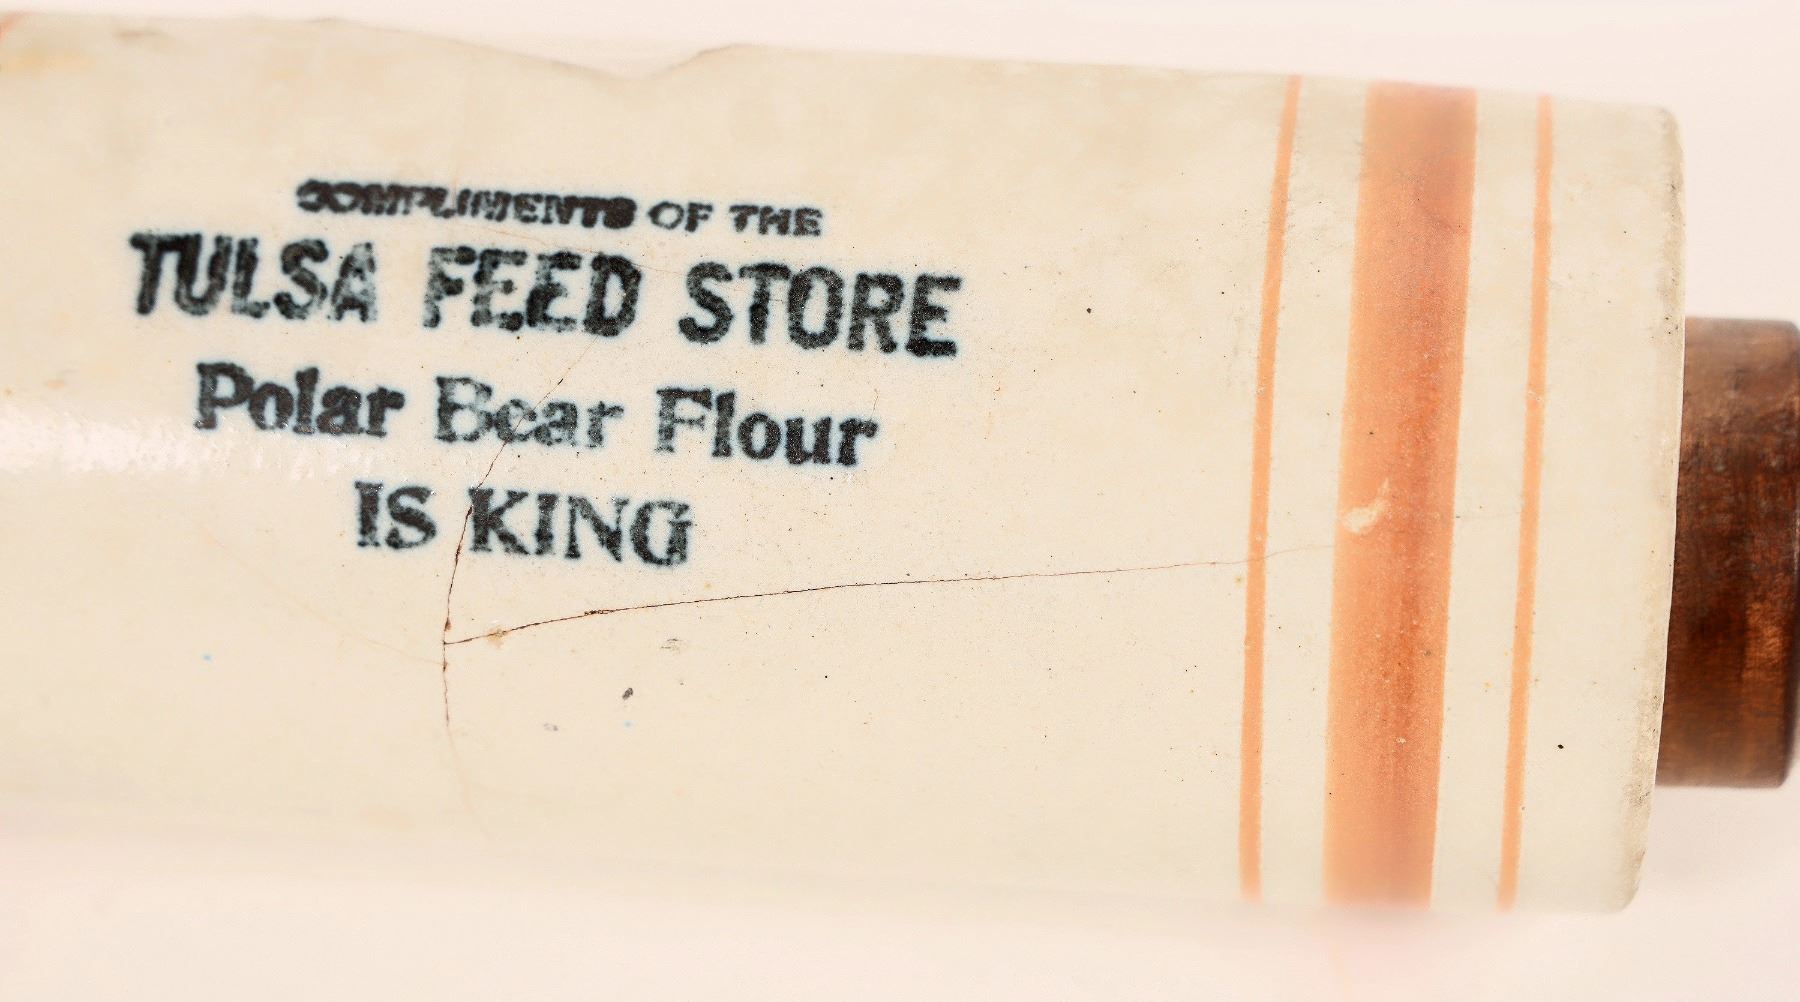 COMPLIMENTS OF THE
TULSA FEED STORE
Polar Bear Flour
IS KING